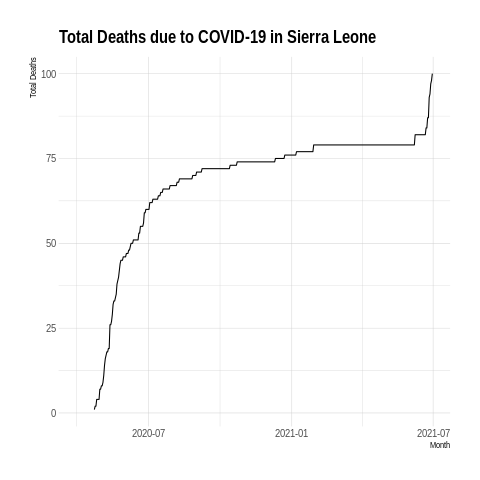 Total Deaths due to COVID-19 in Sierra Leone
Total Deaths
100
75
50
25
0
2020-07
2021-01
2021-07
Month